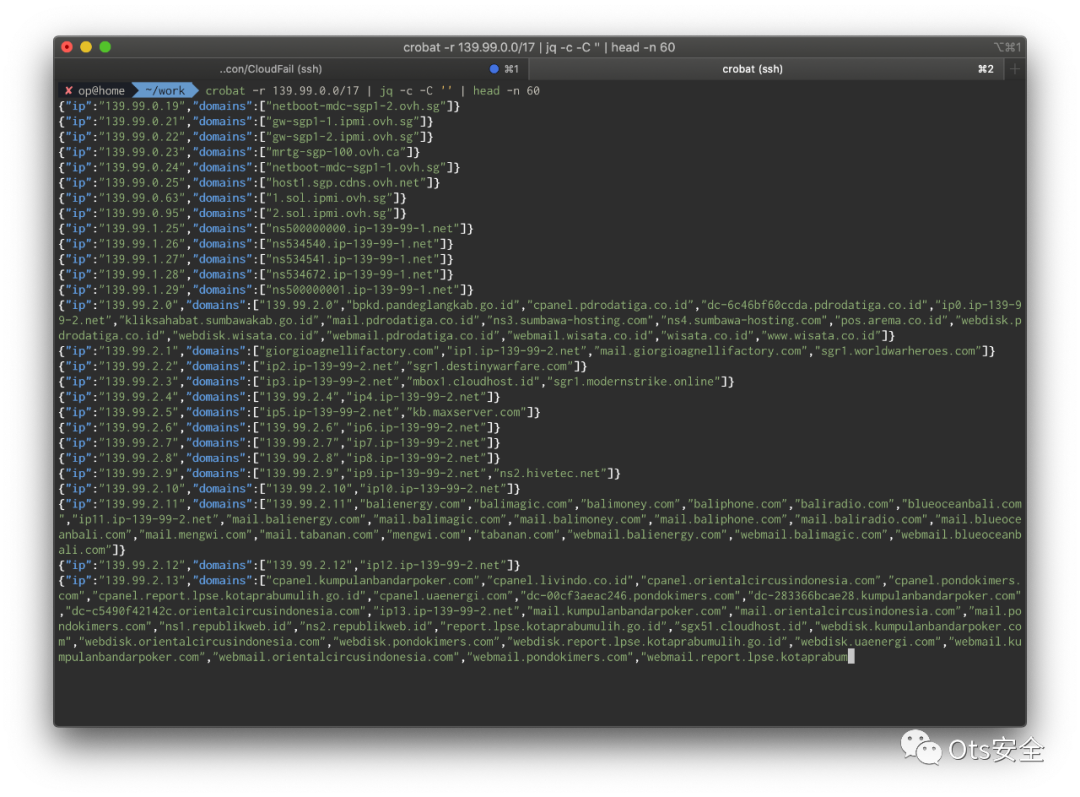 crobat -r 139.99.0.0/17 | jq -c -C '' | head -n 60
⌥⌘1
..con/CloudFail (ssh)
⌘1
crobat (ssh)
⌘2
✘ op@home ~/work crobat -r 139.99.0.0/17 | jq -c -C '' | head -n 60
{"ip":"139.99.0.19","domains":["netboot-mdc-sgp1-2.ovh.sg"]}
{"ip":"139.99.0.21","domains":["gw-sgp1-1.ipmi.ovh.sg"]}
{"ip":"139.99.0.22","domains":["gw-sgp1-2.ipmi.ovh.sg"]}
{"ip":"139.99.0.23","domains":["mrtg-sgp-100.ovh.ca"]}
{"ip":"139.99.0.24","domains":["netboot-mdc-sgp1-1.ovh.sg"]}
{"ip":"139.99.0.25","domains":["host1.sgp.cdns.ovh.net"]}
{"ip":"139.99.0.63","domains":["1.sol.ipmi.ovh.sg"]}
{"ip":"139.99.0.95","domains":["2.sol.ipmi.ovh.sg"]}
{"ip":"139.99.1.25","domains":["ns500000000.ip-139-99-1.net"]}
{"ip":"139.99.1.26","domains":["ns534540.ip-139-99-1.net"]}
{"ip":"139.99.1.27","domains":["ns534541.ip-139-99-1.net"]}
{"ip":"139.99.1.28","domains":["ns534672.ip-139-99-1.net"]}
{"ip":"139.99.1.29","domains":["ns500000001.ip-139-99-1.net"]}
{"ip":"139.99.2.0","domains":["139.99.2.0","bpkd.pandeglangkab.go.id","cpanel.pdrodatiga.co.id","dc-6c46bf60ccda.pdrodatiga.co.id","ip0.ip-139-9
9-2.net","kliksahabat.sumbawakab.go.id","mail.pdrodatiga.co.id","ns3.sumbawa-hosting.com","ns4.sumbawa-hosting.com","pos.arema.co.id","webdisk.p
drodatiga.co.id","webdisk.wisata.co.id","webmail.pdrodatiga.co.id","webmail.wisata.co.id","wisata.co.id","www.wisata.co.id"]}
{"ip":"139.99.2.1","domains":["giorgioagnellifactory.com","ip1.ip-139-99-2.net","mail.giorgioagnellifactory.com","sgr1.worldwarheroes.com"]}
{"ip":"139.99.2.2","domains":["ip2.ip-139-99-2.net","sgr1.destinywarfare.com"]}
{"ip":"139.99.2.3","domains":["ip3.ip-139-99-2.net","mbox1.cloudhost.id","sgr1.modernstrike.online"]}
{"ip":"139.99.2.4","domains":["139.99.2.4","ip4.ip-139-99-2.net"]}
{"ip":"139.99.2.5","domains":["ip5.ip-139-99-2.net","kb.maxserver.com"]}
{"ip":"139.99.2.6","domains":["139.99.2.6","ip6.ip-139-99-2.net"]}
{"ip":"139.99.2.7","domains":["139.99.2.7","ip7.ip-139-99-2.net"]}
{"ip":"139.99.2.8","domains":["139.99.2.8","ip8.ip-139-99-2.net"]}
{"ip":"139.99.2.9","domains":["139.99.2.9","ip9.ip-139-99-2.net","ns2.hivetec.net"]}
{"ip":"139.99.2.10","domains":["139.99.2.10","ip10.ip-139-99-2.net"]}
{"ip":"139.99.2.11","domains":["139.99.2.11","balienergy.com","balimagic.com","balimoney.com","baliphone.com","baliradio.com","blueoceanbali.com
","ip11.ip-139-99-2.net","mail.balienergy.com","mail.balimagic.com","mail.balimoney.com","mail.baliphone.com","mail.baliradio.com","mail.blueoce
anbali.com","mail.mengwi.com","mail.tabanan.com","mengwi.com","tabanan.com","webmail.balienergy.com","webmail.balimagic.com","webmail.blueoceanb
ali.com"]}
{"ip":"139.99.2.12","domains":["139.99.2.12","ip12.ip-139-99-2.net"]}
{"ip":"139.99.2.13","domains":["cpanel.kumpulanbandarpoker.com","cpanel.livindo.co.id","cpanel.orientalcircusindonesia.com","cpanel.pondokimers.
com","cpanel.report.lpse.kotaprabumulih.go.id","cpanel.uaenergi.com","dc-00cf3aeac246.pondokimers.com","dc-283366bcae28.kumpulanbandarpoker.com"
,"dc-c5490f42142c.orientalcircusindonesia.com","ip13.ip-139-99-2.net","mail.kumpulanbandarpoker.com","mail.orientalcircusindonesia.com","mail.po
ndokimers.com","ns1.republikweb.id","ns2.republikweb.id","report.lpse.kotaprabumulih.go.id","sgx51.cloudhost.id","webdisk.kumpulanbandarpoker.co
m","webdisk.orientalcircusindonesia.com","webdisk.pondokimers.com","webdisk.report.lpse.kotaprabumulih.go.id","webdisk.uaenergi.com","webmail.ku
mpulanbandarpoker.com","webmail.orientalcircusindonesia.com","webmail.pondokimers.com","webmail.report.lpse.kotaprabum
Ots安全